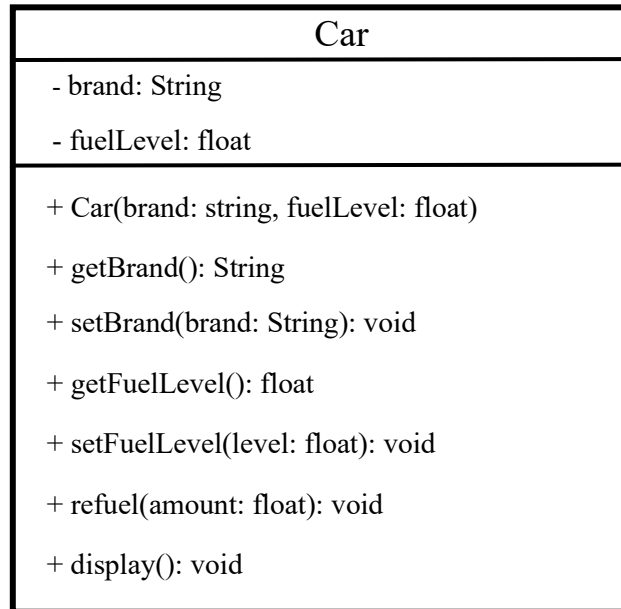 Car
- brand: String
- fuelLevel: float
+ Car(brand: string, fuelLevel: float)
+ getBrand(): String
+ setBrand(brand: String): void
+ getFuelLevel(): float
+ setFuelLevel(level: float): void
+ refuel(amount: float): void
+ display(): void